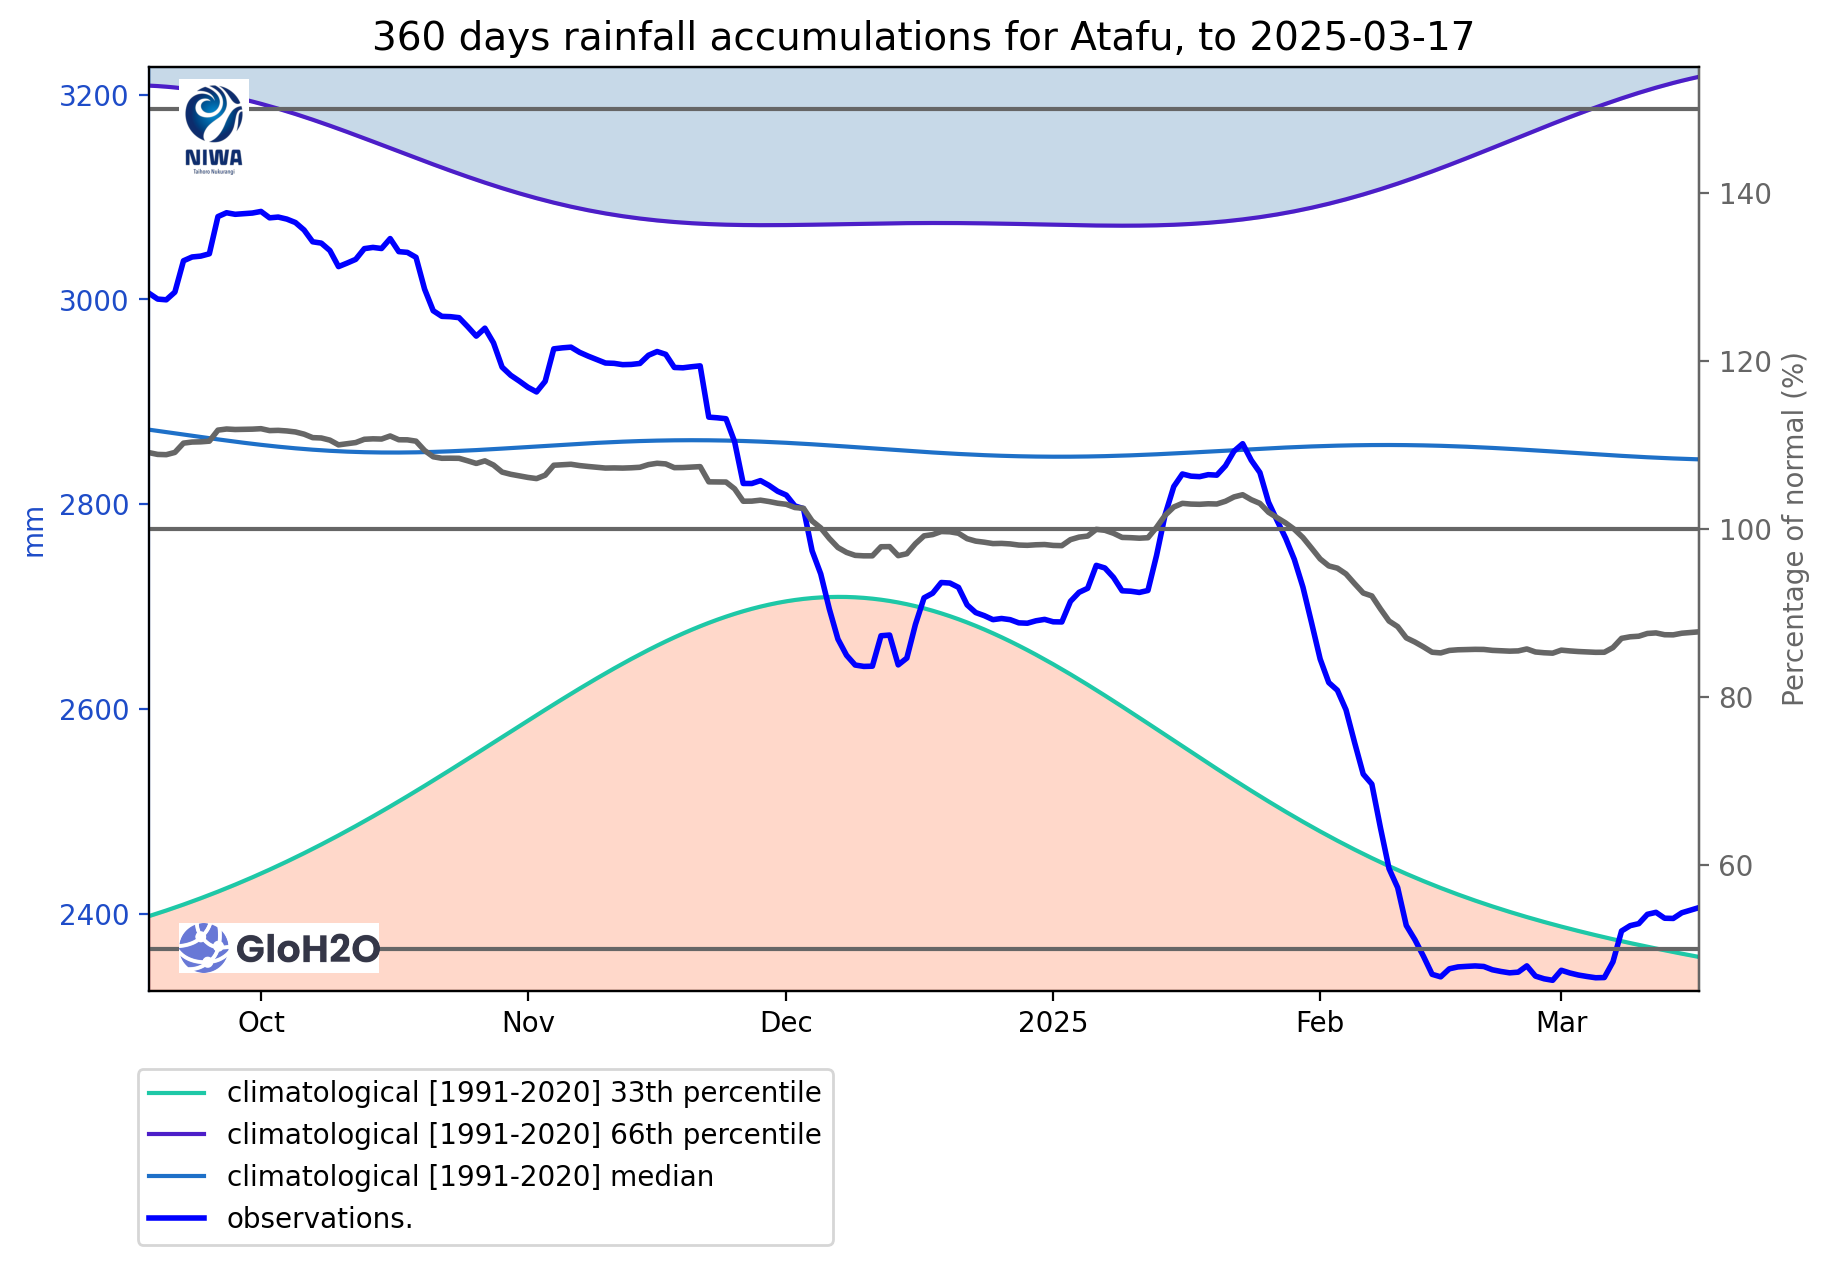 360 days rainfall accumulations for Atafu, to 2025-03-17
3200
3000
2800
2600
2400
mm
NIWA
Taihoro Nukurangi
GloH2O
140
120
100
80
60
Percentage of normal (%)
Oct Nov Dec 2025 Feb Mar
climatological [1991-2020] 33th percentile
climatological [1991-2020] 66th percentile
climatological [1991-2020] median
observations.